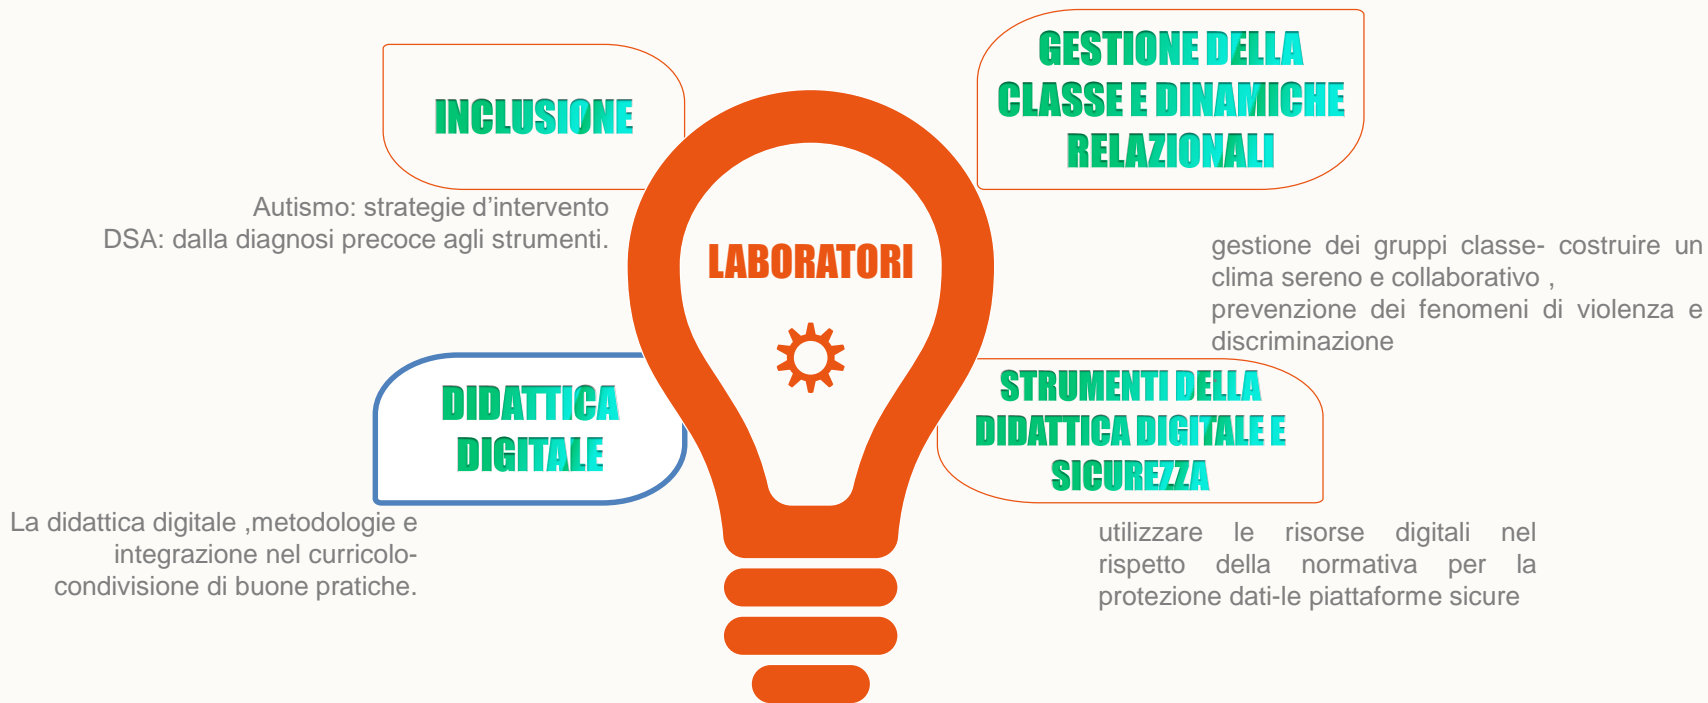 INCLUSIONE
Autismo: strategie d’intervento
DSA: dalla diagnosi precoce agli strumenti.
GESTIONE DELLA
CLASSE E DINAMICHE
RELAZIONALI
gestione dei gruppi classe- costruire un
clima sereno e collaborativo ,
prevenzione dei fenomeni di violenza e
discriminazione
LABORATORI
DIDATTICA
DIGITALE
La didattica digitale ,metodologie e
integrazione nel curricolo-
condivisione di buone pratiche.
STRUMENTI DELLA
DIDATTICA DIGITALE E
SICUREZZA
utilizzare le risorse digitali nel
rispetto della normativa per la
protezione dati-le piattaforme sicure